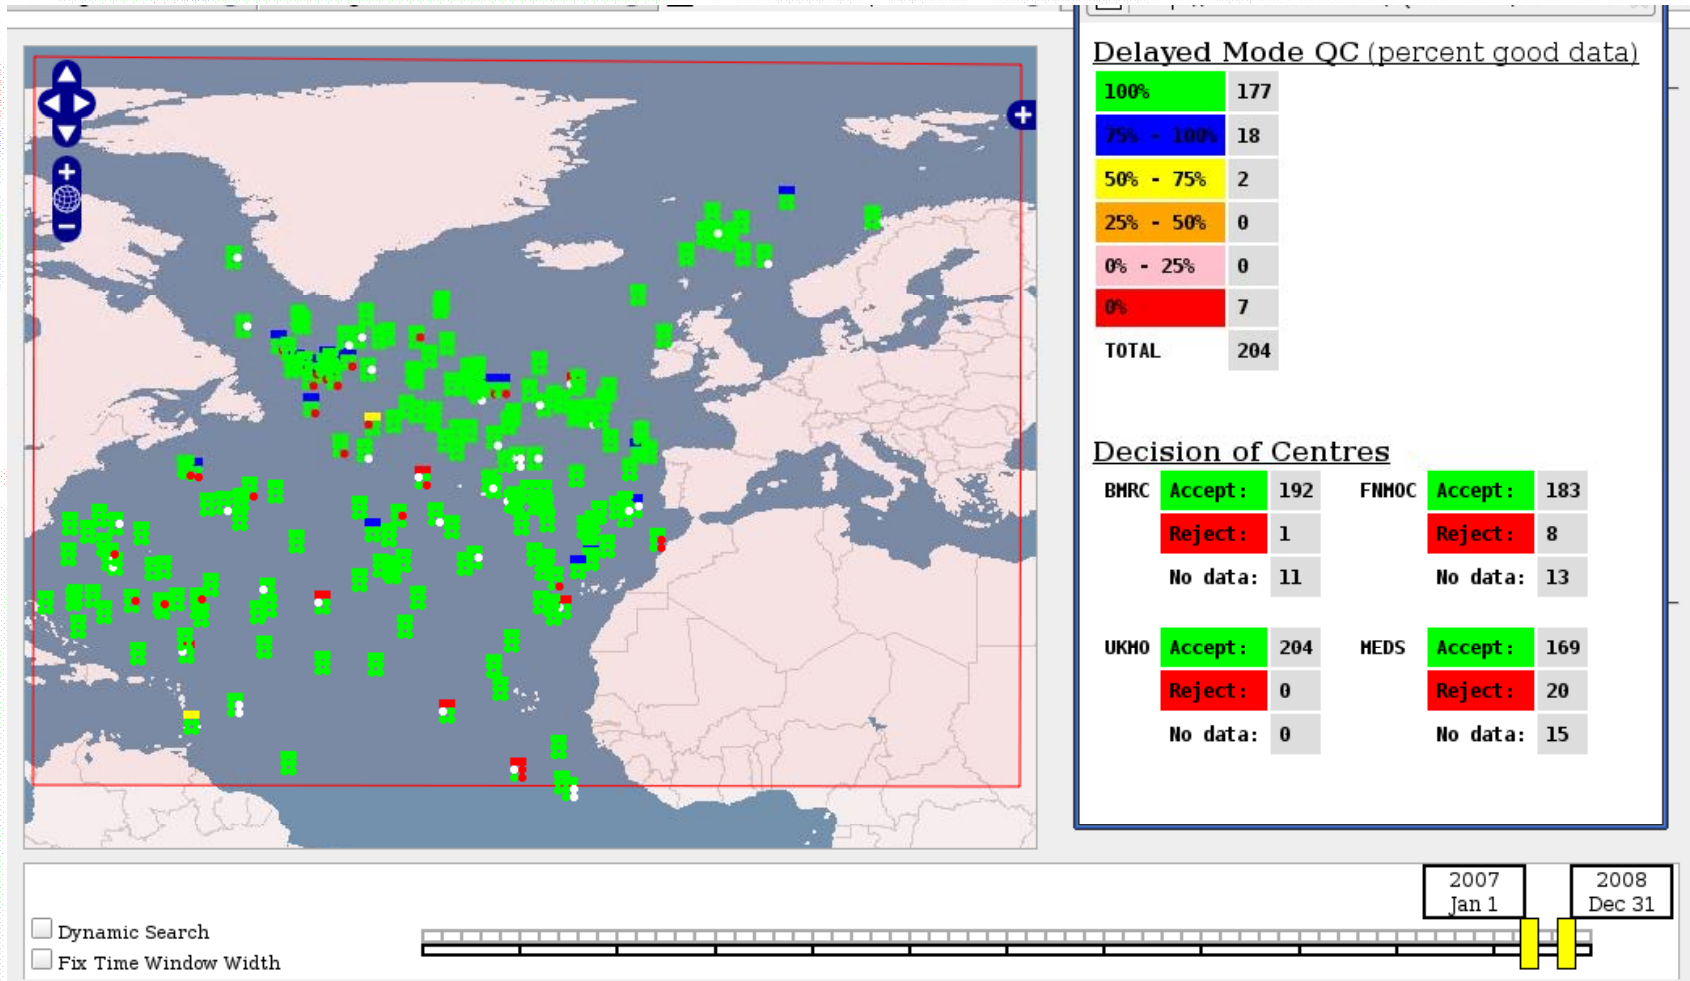 Delayed Mode QC (percent good data)
100% 177
75% - 100% 18
50% - 75% 2
25% - 50% 0
0% - 25% 0
0% 7
TOTAL 204
Decision of Centres
BMRC Accept: 192 FNMOC Accept: 183
Reject: 1 Reject: 8
No data: 11 No data: 13
UKMO Accept: 204 MEDS Accept: 169
Reject: 0 Reject: 20
No data: 0 No data: 15
2007 2008
Jan 1 Dec 31
Dynamic Search
Fix Time Window Width